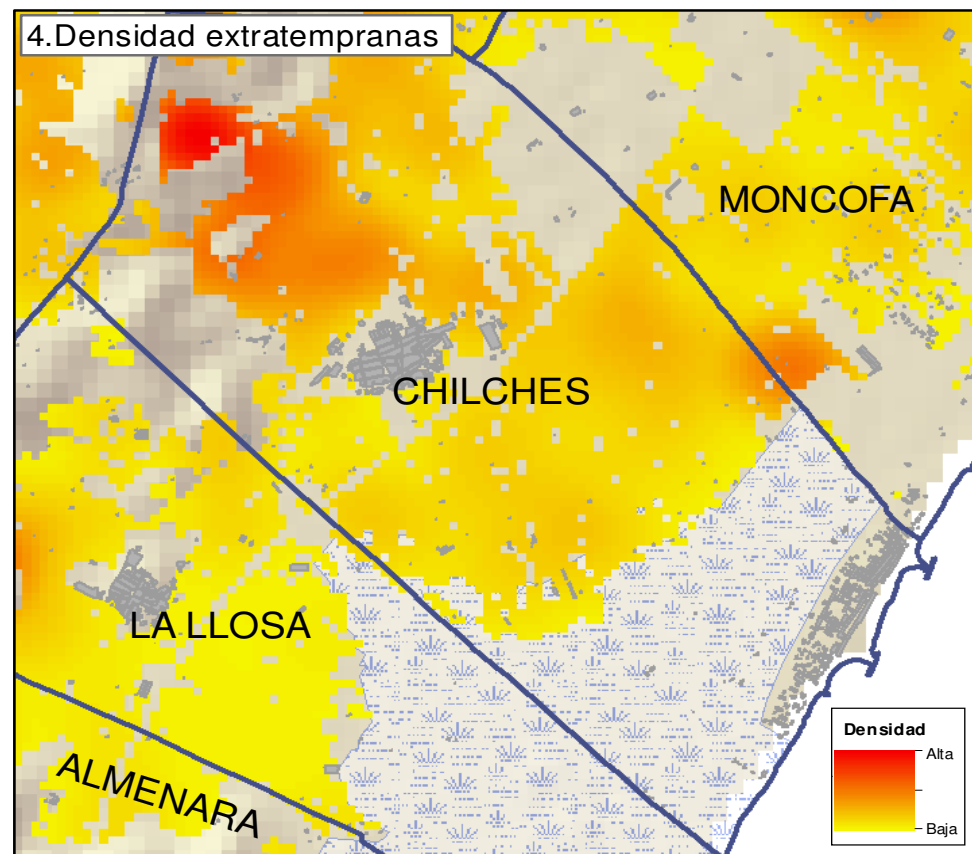 4.Densidad extratempranas
MONCOFA
CHILCHES
LA LLOSA
ALMENARA
Densidad
Alta
Baja